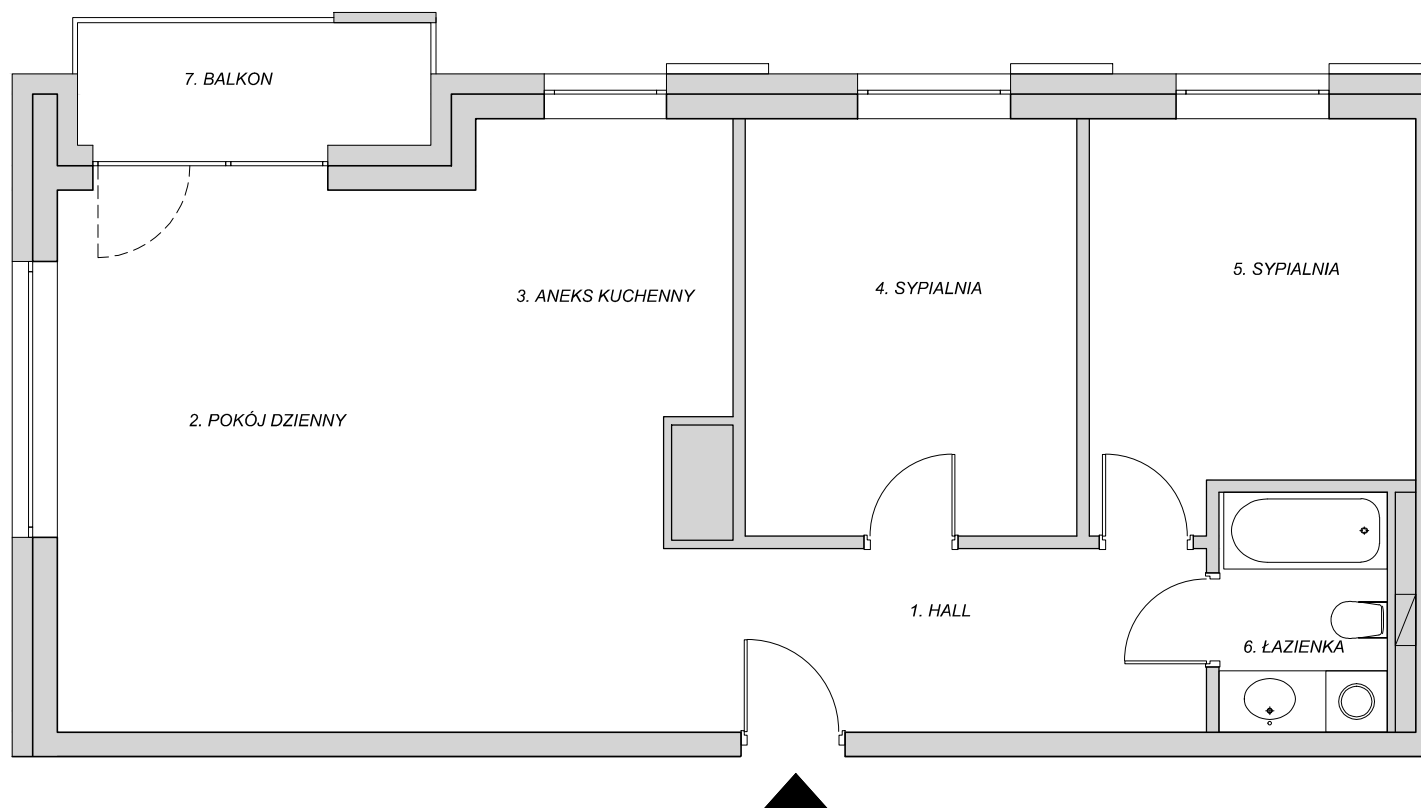 7. BALKON
5. SYPIALNIA
4. SYPIALNIA
3. ANEKS KUCHENNY
2. POKÓJ DZIENNY
1. HALL
6. ŁAZIENKA